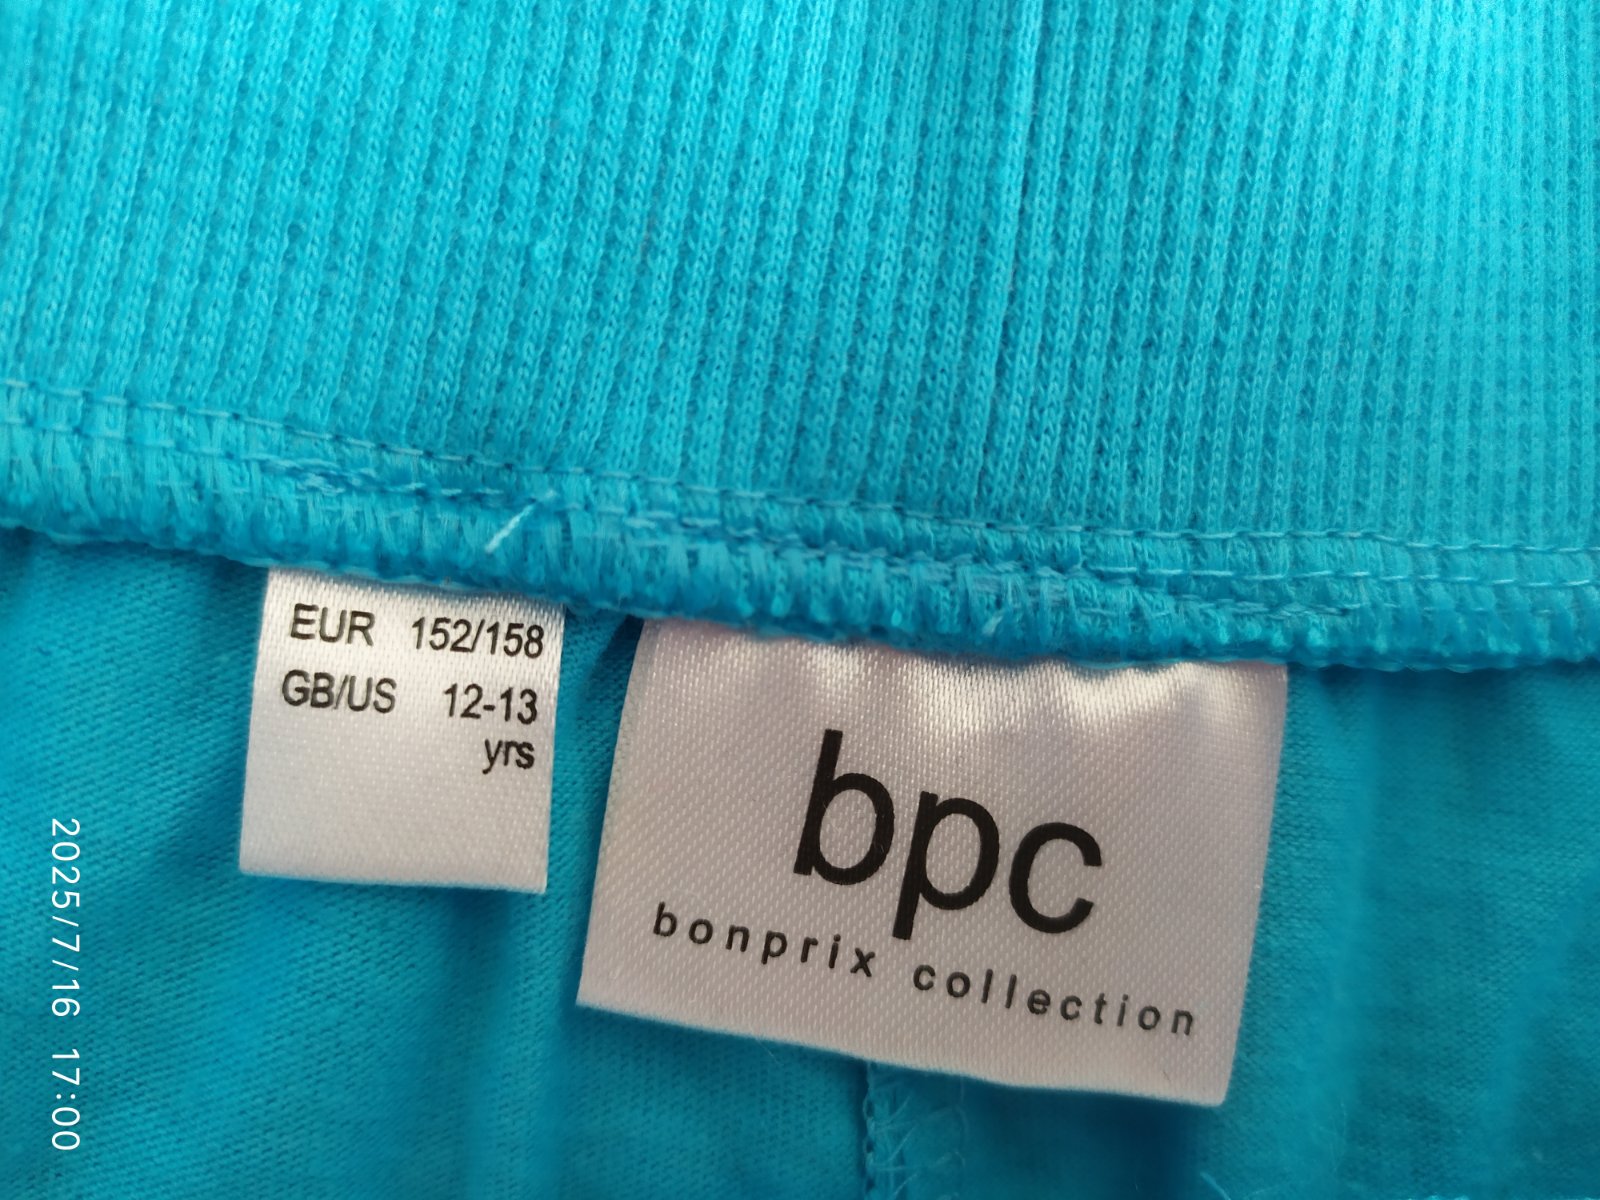 EUR 152/158
GB/US 12-13
yrs
bpc
bonprix collection
2025/7/16 17:00